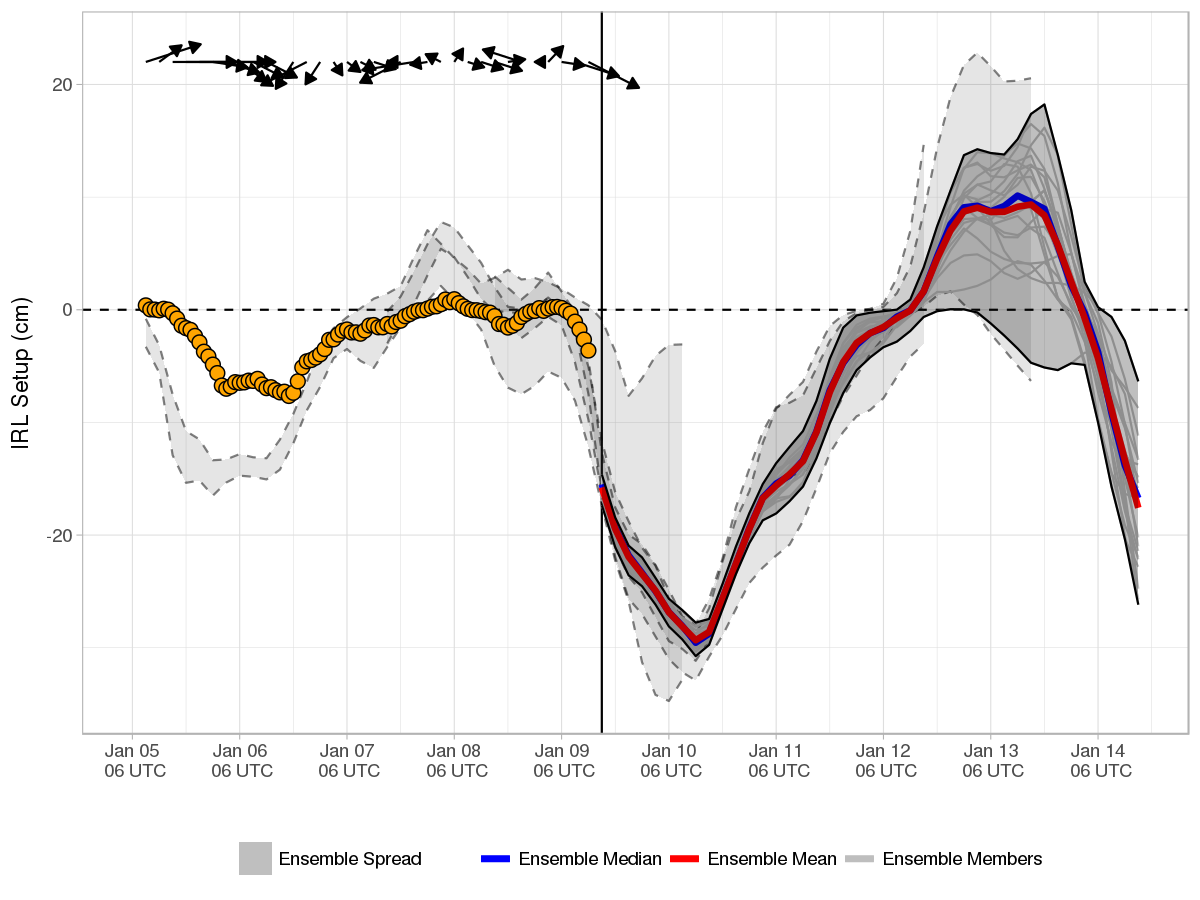 IRL Setup (cm)
20
0
-20
Jan 05 Jan 06 Jan 07 Jan 08 Jan 09 Jan 10 Jan 11 Jan 12 Jan 13 Jan 14
06 UTC 06 UTC 06 UTC 06 UTC 06 UTC 06 UTC 06 UTC 06 UTC 06 UTC 06 UTC
Ensemble Spread Ensemble Median Ensemble Mean Ensemble Members